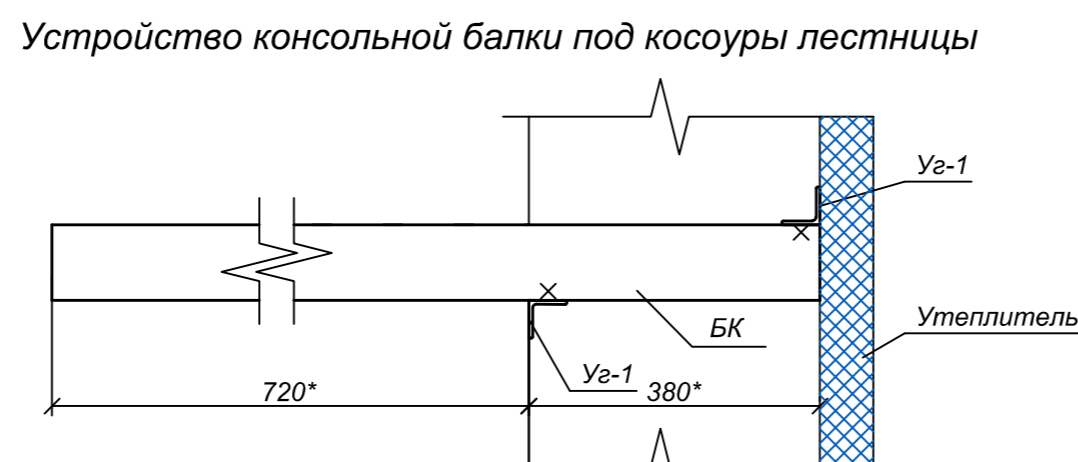 Устройство консольной балки под косоуры лестницы
Уг-1
БК
Утеплитель
Уг-1
720*
380*